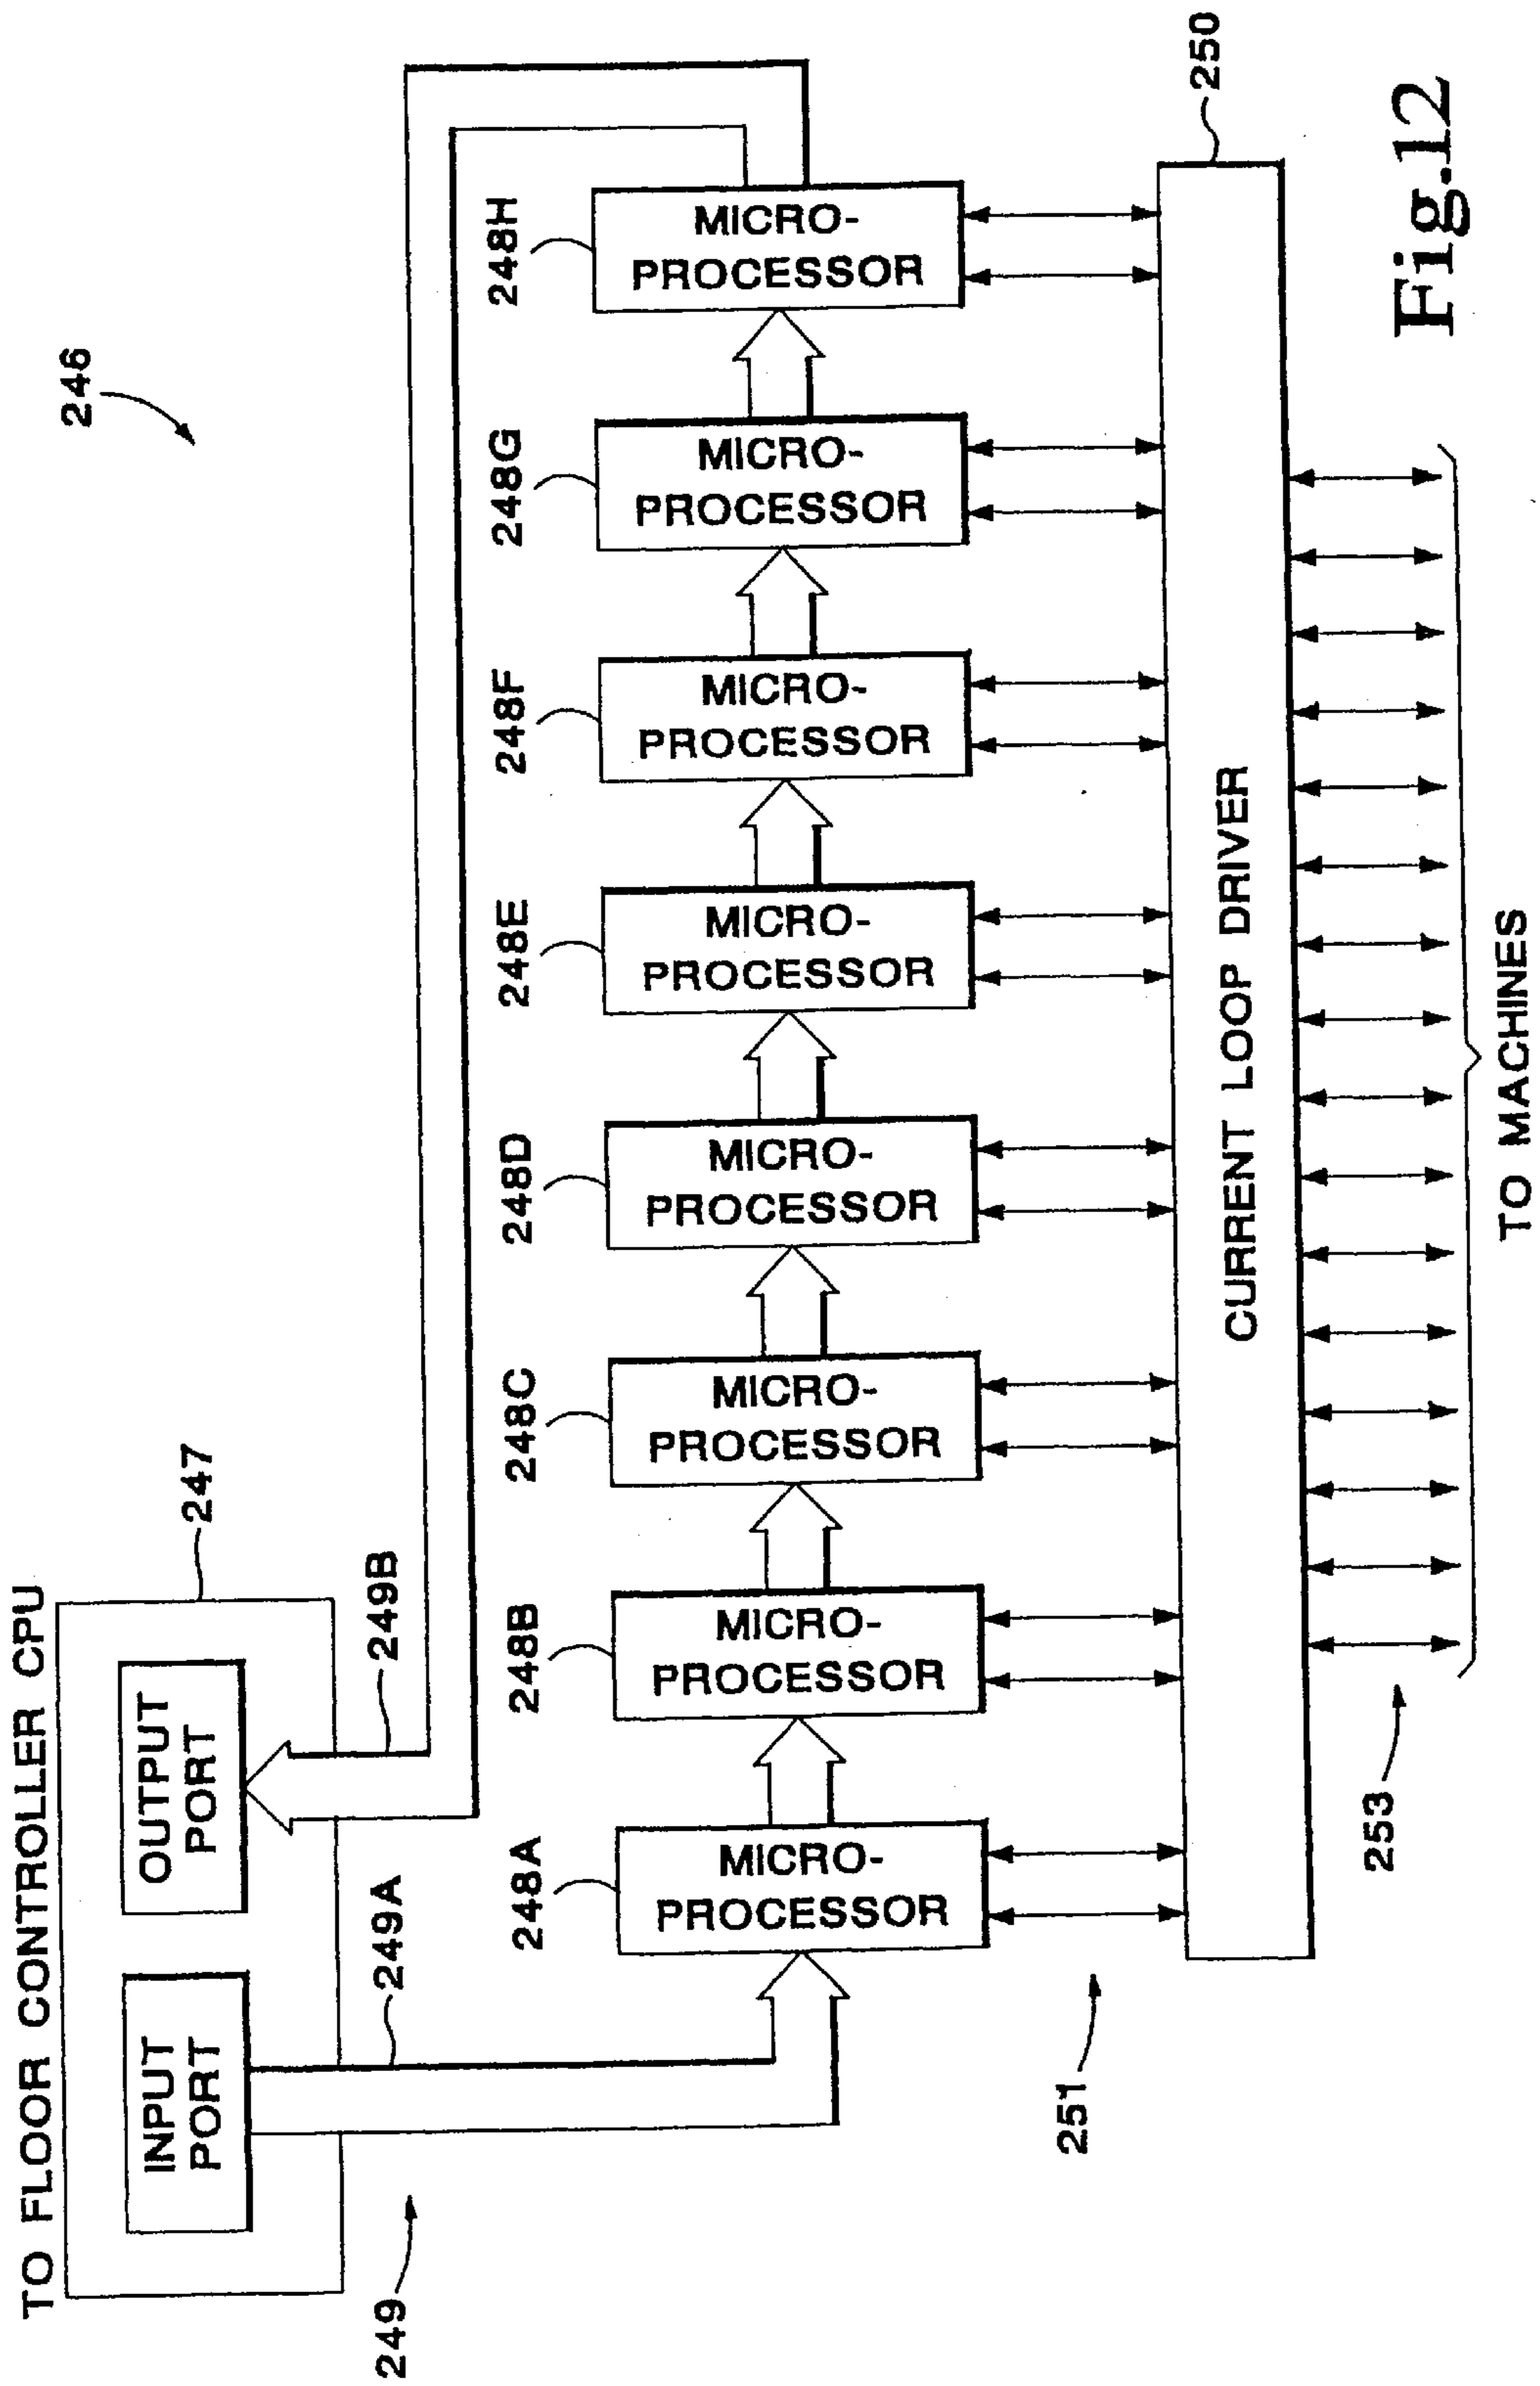 TO FLOOR CONTROLLER CPU
INPUT
PORT
OUTPUT
PORT
247
246
249
249A
249B
248A
248B
248C
248D
248E
248F
248G
248H
MICRO-
PROCESSOR
MICRO-
PROCESSOR
MICRO-
PROCESSOR
MICRO-
PROCESSOR
MICRO-
PROCESSOR
MICRO-
PROCESSOR
MICRO-
PROCESSOR
MICRO-
PROCESSOR
251
CURRENT LOOP DRIVER
250
253
TO MACHINES
Fig.12